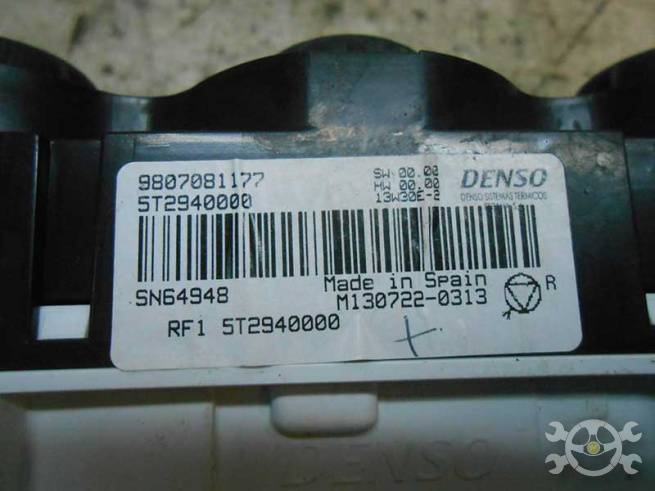 9807081177
5T2940000
SW 00.00
HW 00.00
13W30E-2
DENSO
DENSO SISTEMAS TERMICOS
SN64948
Made in Spain
M130722-0313
R
RF1 5T2940000
DENSO